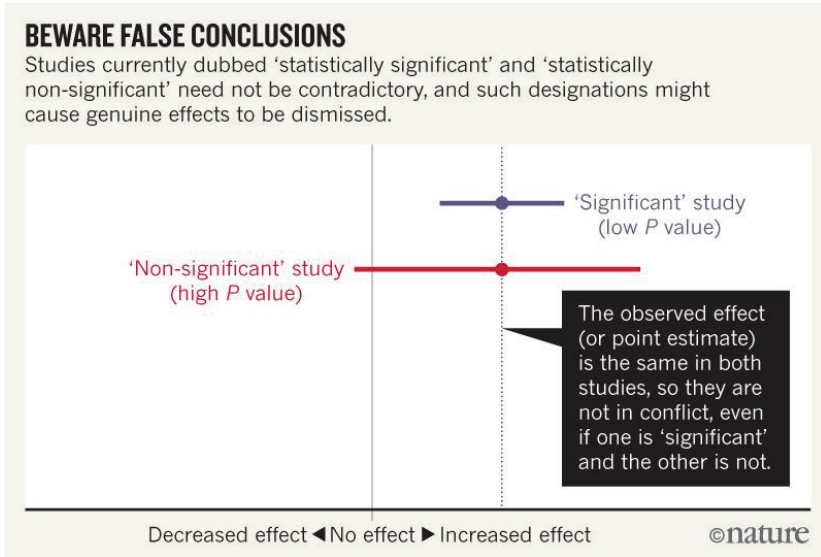 BEWARE FALSE CONCLUSIONS
Studies currently dubbed ‘statistically significant’ and ‘statistically
non-significant’ need not be contradictory, and such designations might
cause genuine effects to be dismissed.
‘Significant’ study
(low P value)
‘Non-significant’ study
(high P value)
The observed effect
(or point estimate)
is the same in both
studies, so they are
not in conflict, even
if one is ‘significant’
and the other is not.
Decreased effect ◀ No effect ▶ Increased effect
©nature